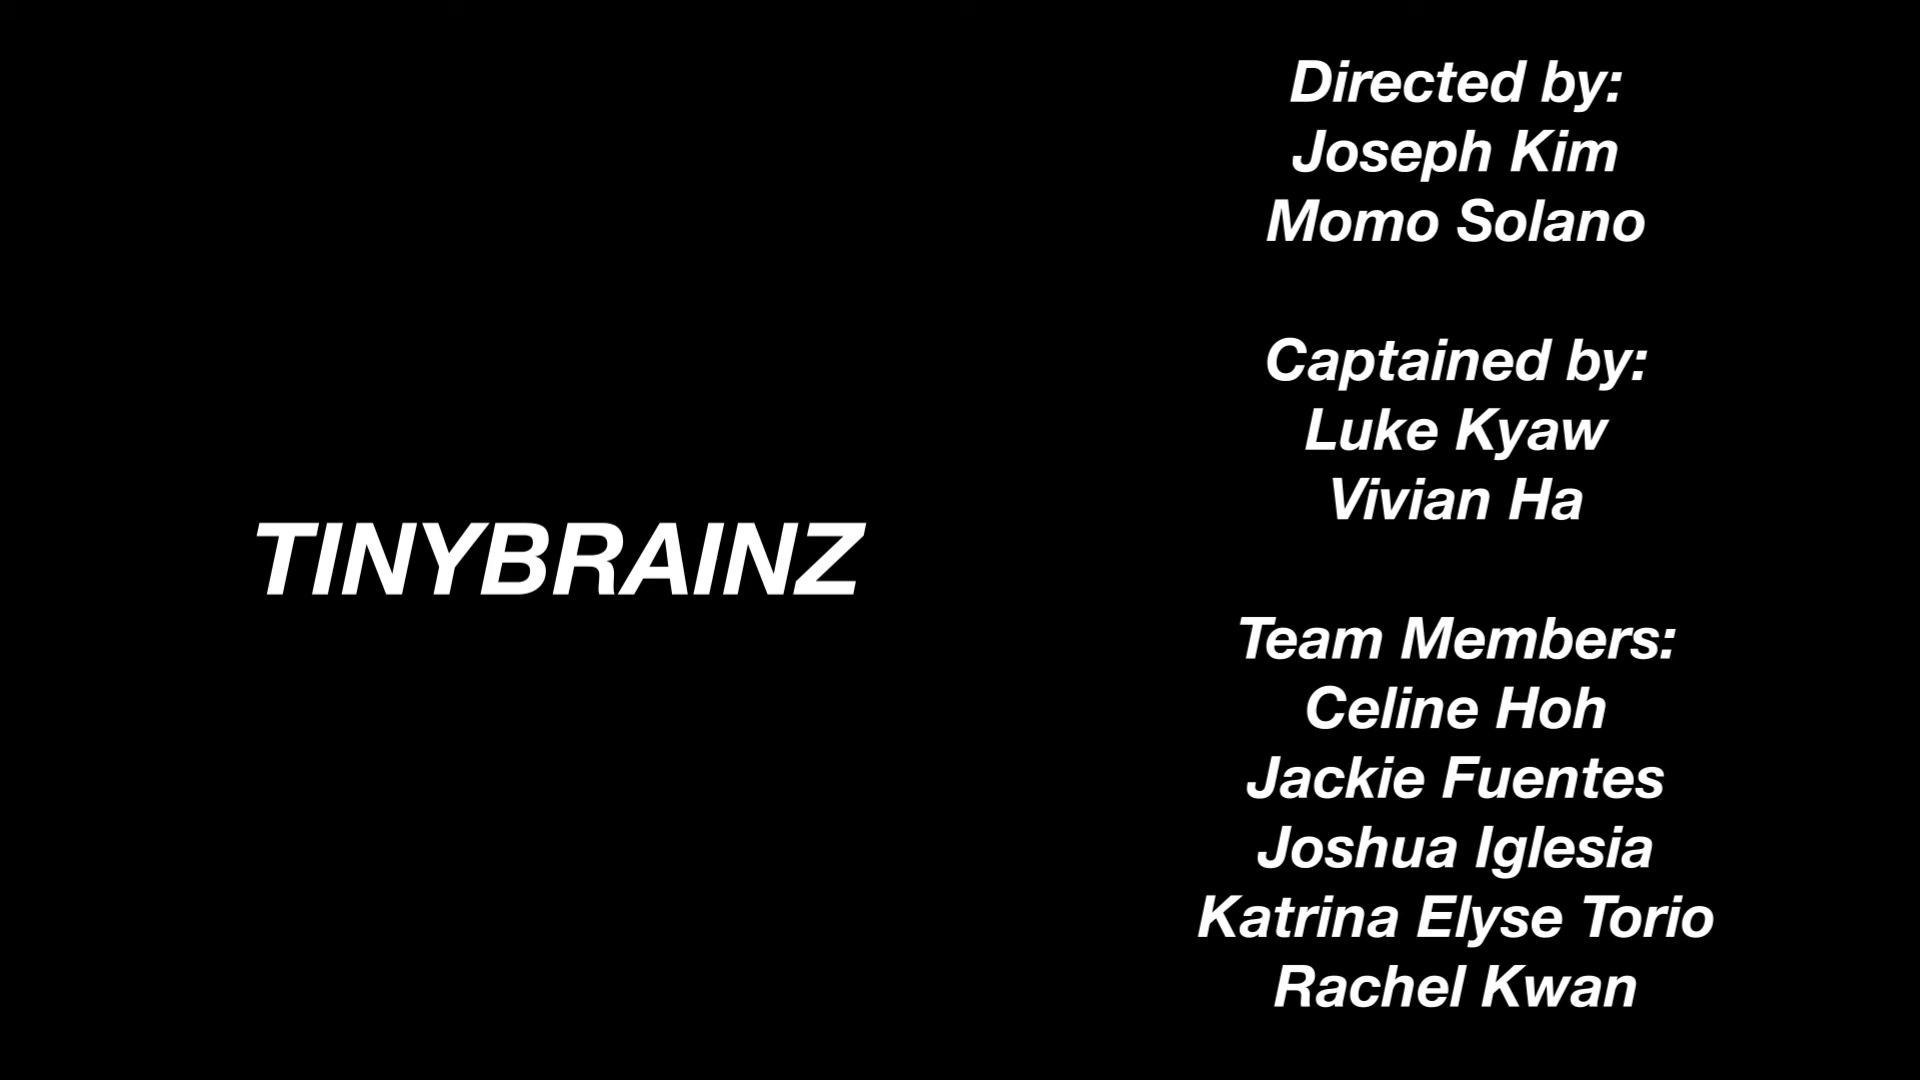 TINYBRAINZ
Directed by:
Joseph Kim
Momo Solano
Captained by:
Luke Kyaw
Vivian Ha
Team Members:
Celine Hoh
Jackie Fuentes
Joshua Iglesia
Katrina Elyse Torio
Rachel Kwan